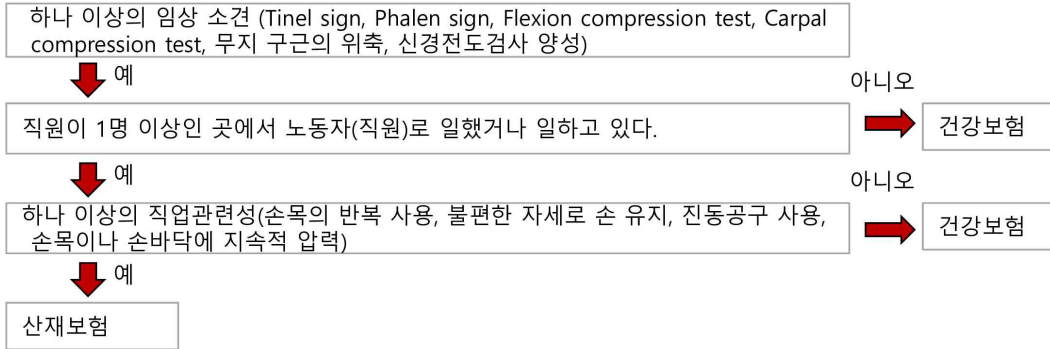 하나 이상의 임상 소견 (Tinel sign, Phalen sign, Flexion compression test, Carpal
compression test, 무지 구근의 위축, 신경전도검사 양성)
예
아니오
직원이 1명 이상인 곳에서 노동자(직원)로 일했거나 일하고 있다.
건강보험
예
아니오
하나 이상의 직업관련성(손목의 반복 사용, 불편한 자세로 손 유지, 진동공구 사용,
손목이나 손바닥에 지속적 압력)
건강보험
예
산재보험